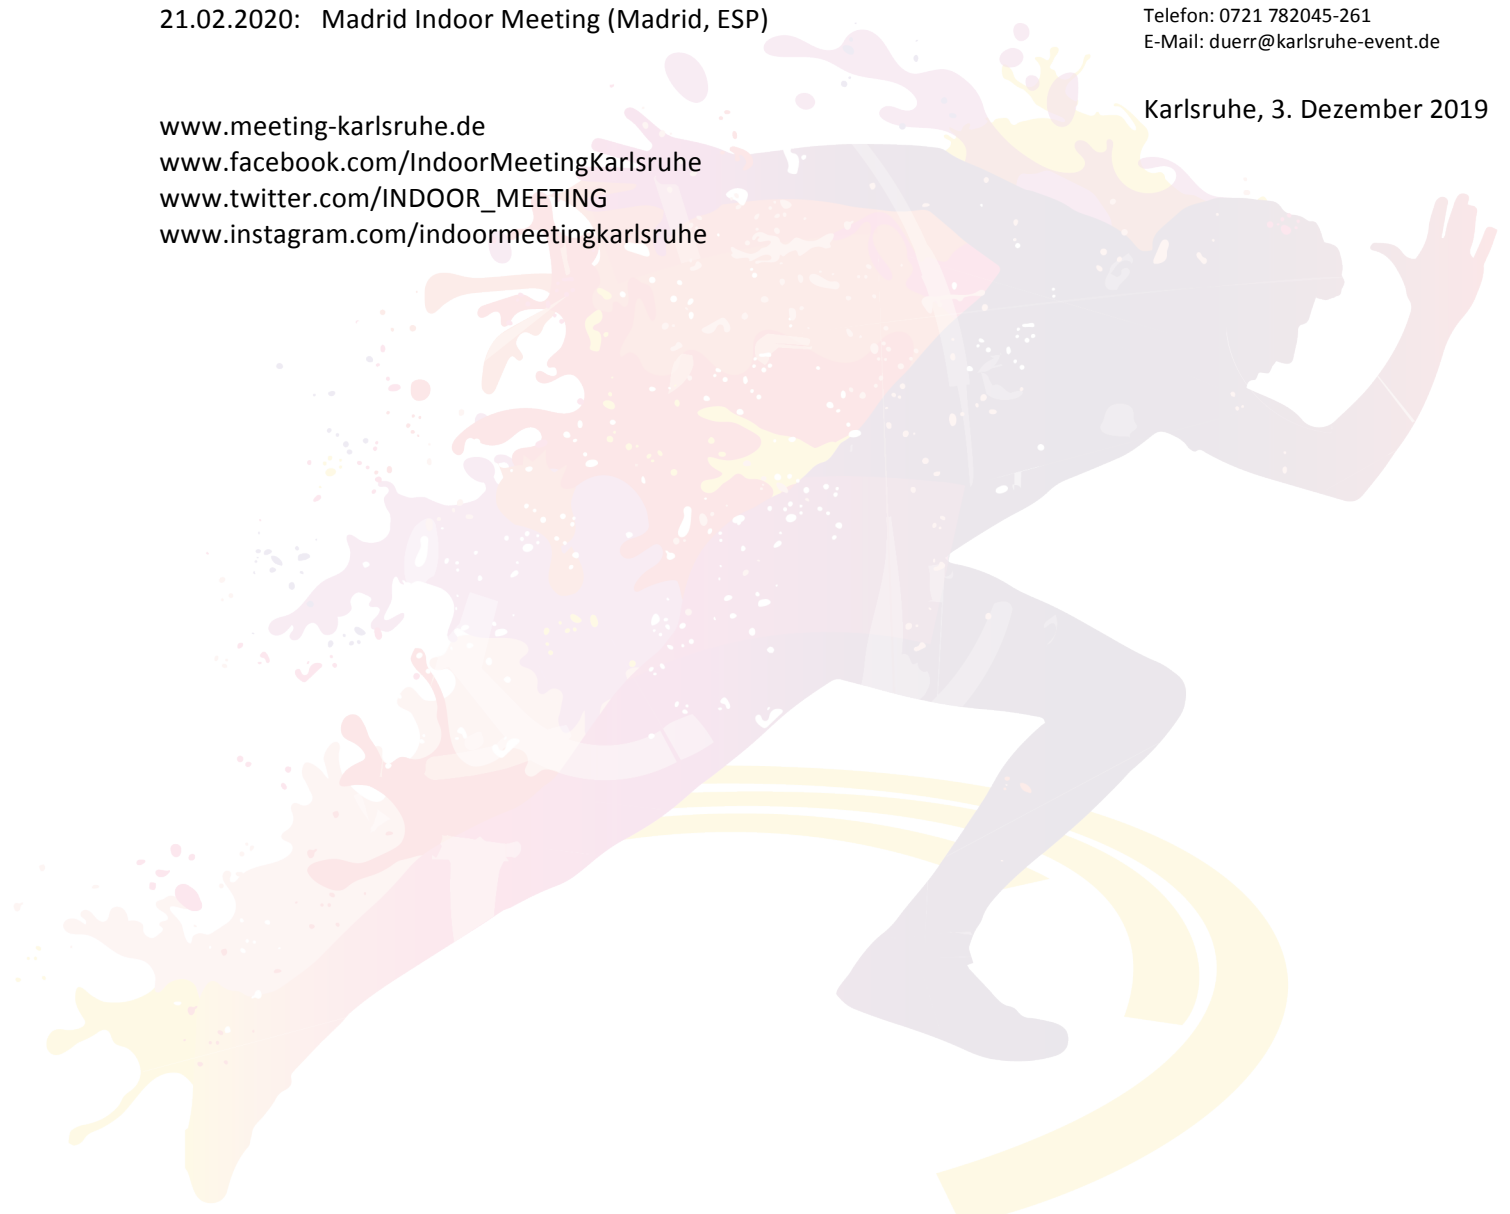 21.02.2020: Madrid Indoor Meeting (Madrid, ESP)
www.meeting-karlsruhe.de
www.facebook.com/IndoorMeetingKarlsruhe
www.twitter.com/INDOOR_MEETING
www.instagram.com/indoormeetingkarlsruhe
Telefon: 0721 782045-261
E-Mail: duerr@karlsruhe-event.de
Karlsruhe, 3. Dezember 2019